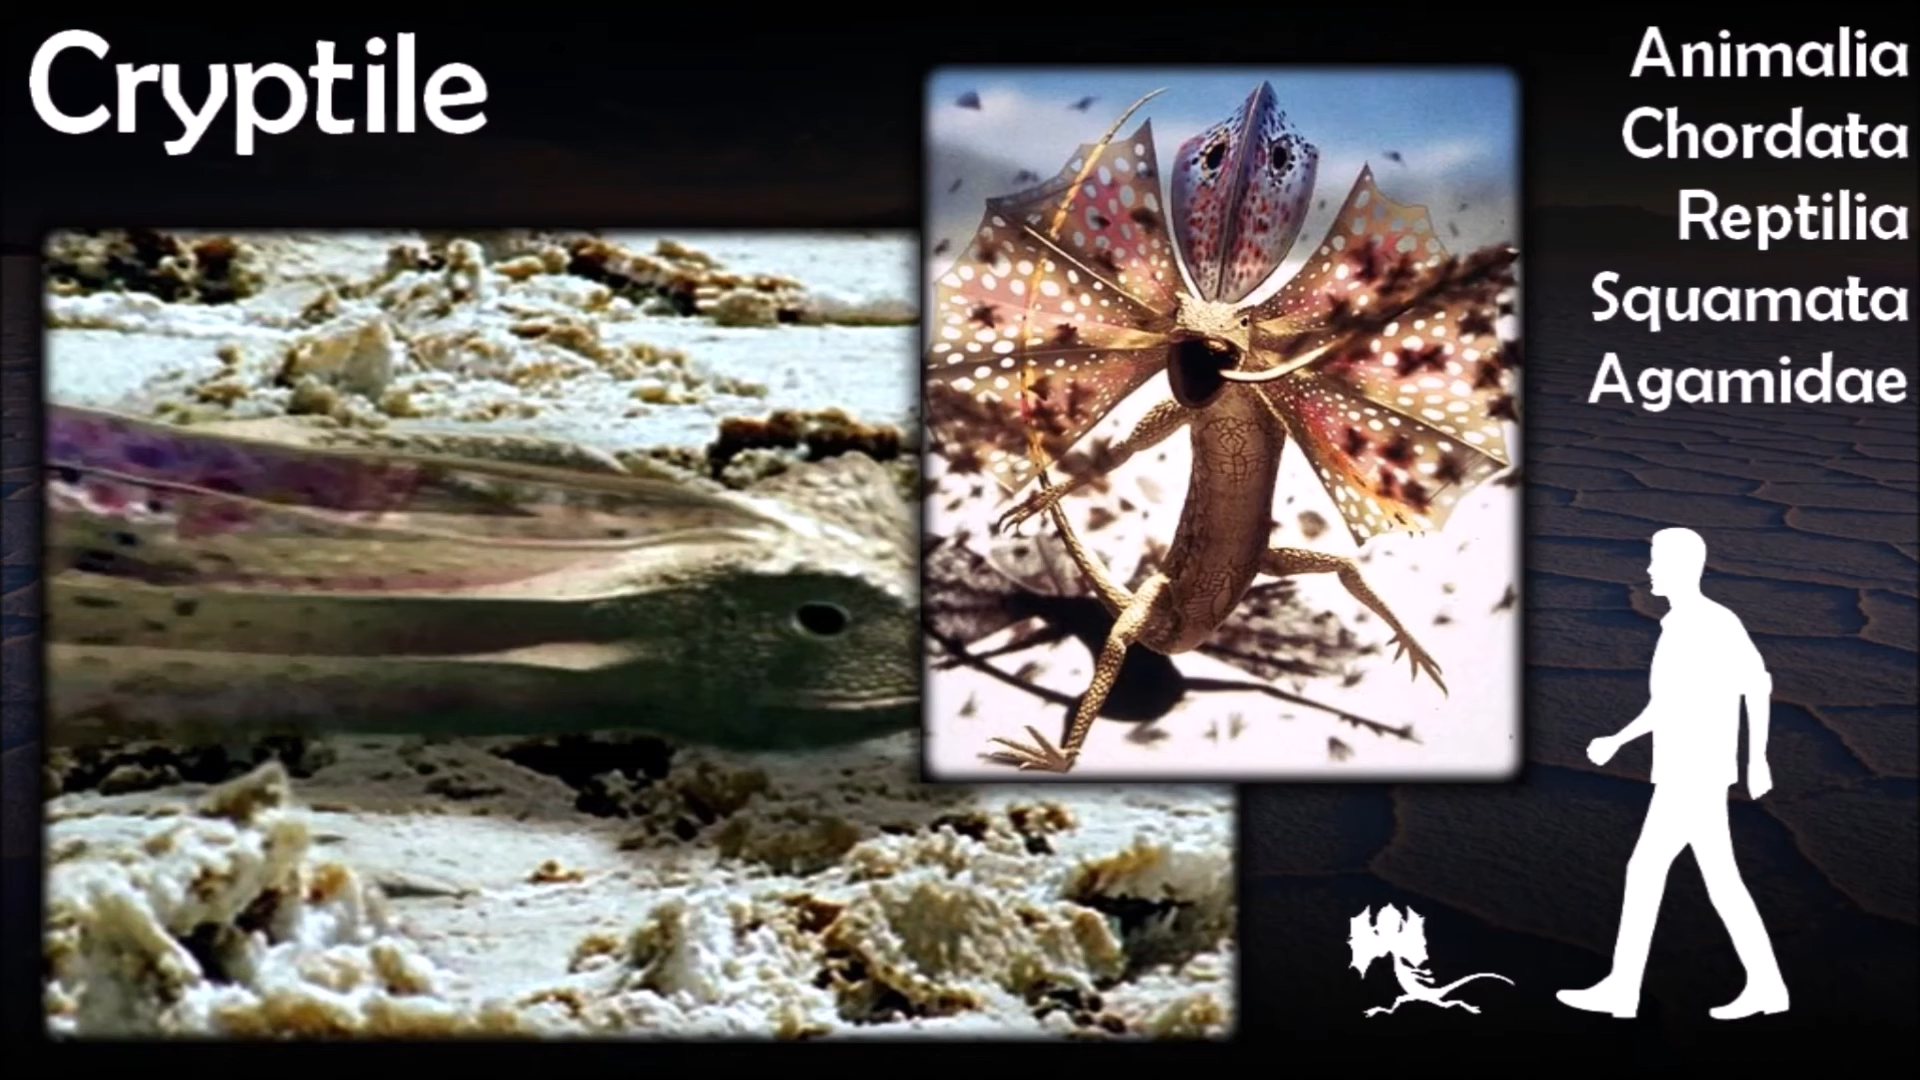 Cryptile
Animalia
Chordata
Reptilia
Squamata
Agamidae